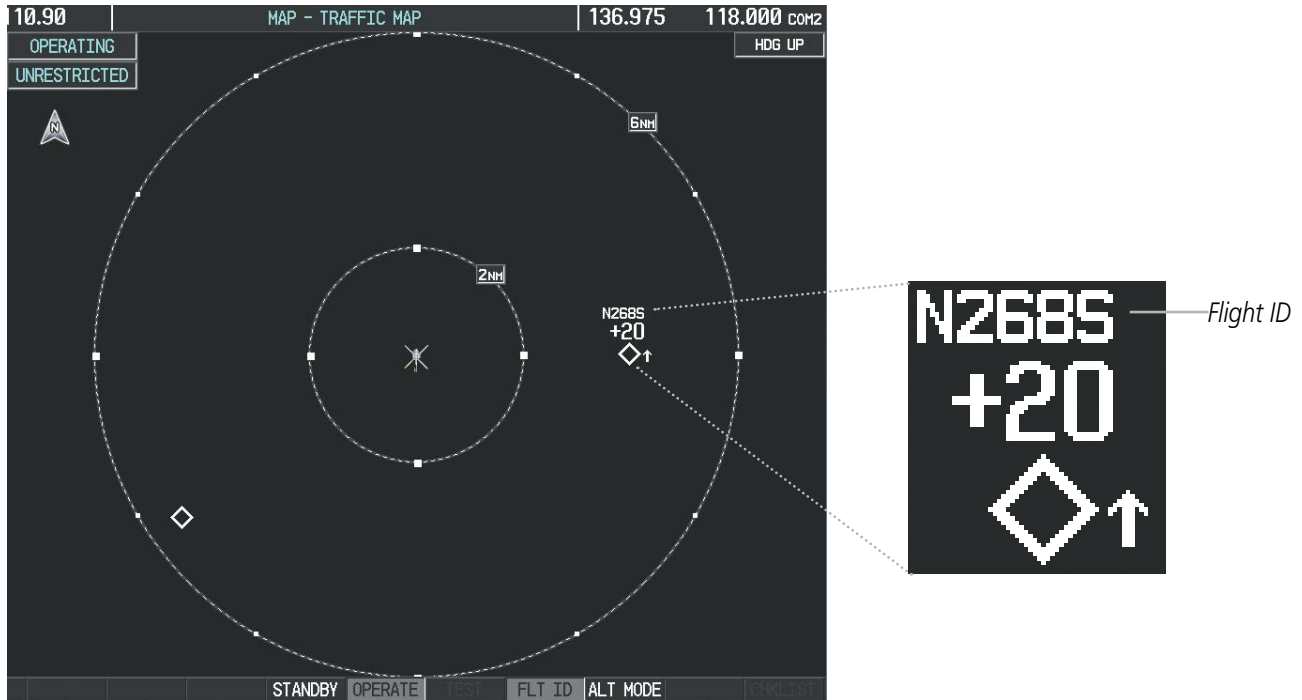 110.90 MAP - TRAFFIC MAP 136.975 118.000 COM2
OPERATING HDG UP
UNRESTRICTED
N
6NM
2NM
N268S
+20
N268S Flight ID
+20
STANDBY OPERATE TEST FLT ID ALT MODE CHKLIST